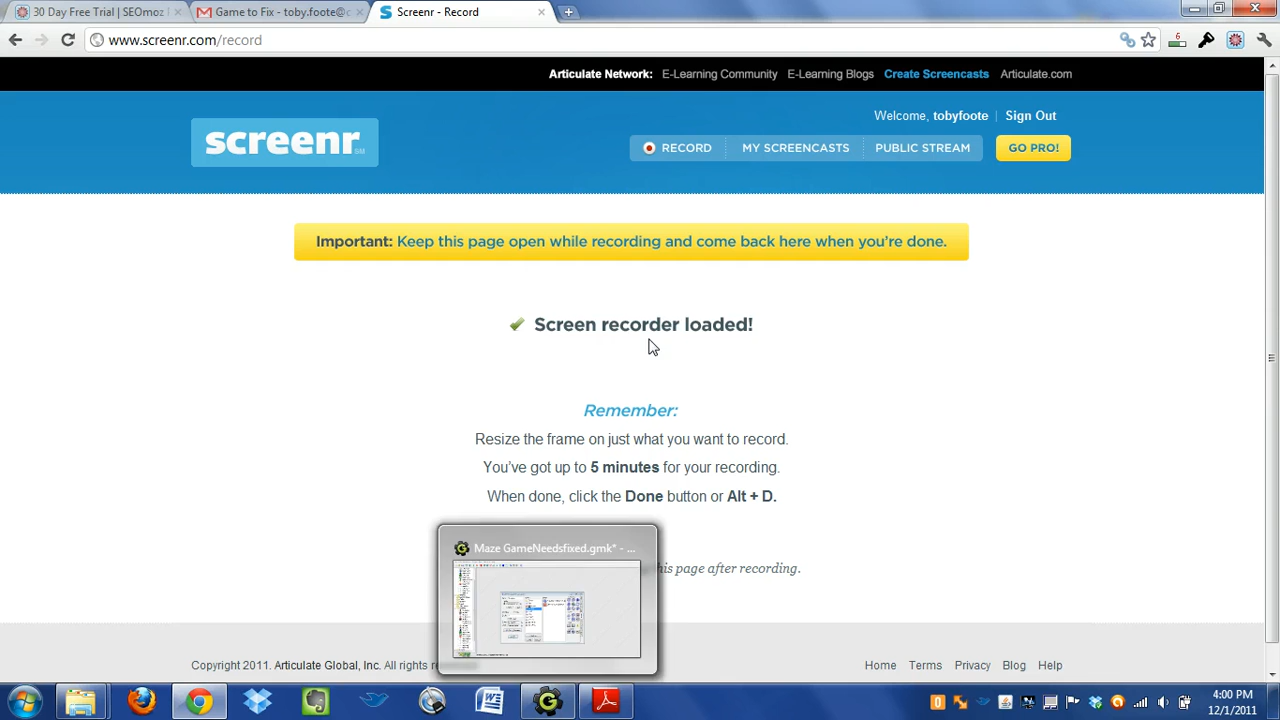 30 Day Free Trial | SEOmoz
Game to Fix - toby.foote@c
Screenr - Record
www.screenr.com/record
6
Articulate Network: E-Learning Community E-Learning Blogs Create Screencasts Articulate.com
Welcome, tobyfoote | Sign Out
screenr SM
RECORD MY SCREENCASTS PUBLIC STREAM GO PRO!
Important: Keep this page open while recording and come back here when you're done.
Screen recorder loaded!
Remember:
Resize the frame on just what you want to record.
You've got up to 5 minutes for your recording.
When done, click the Done button or Alt + D.
Maze GameNeedsfixed.gmk* - ...
his page after recording.
Copyright 2011. Articulate Global, Inc. All rights re
Home Terms Privacy Blog Help
4:00 PM
12/1/2011